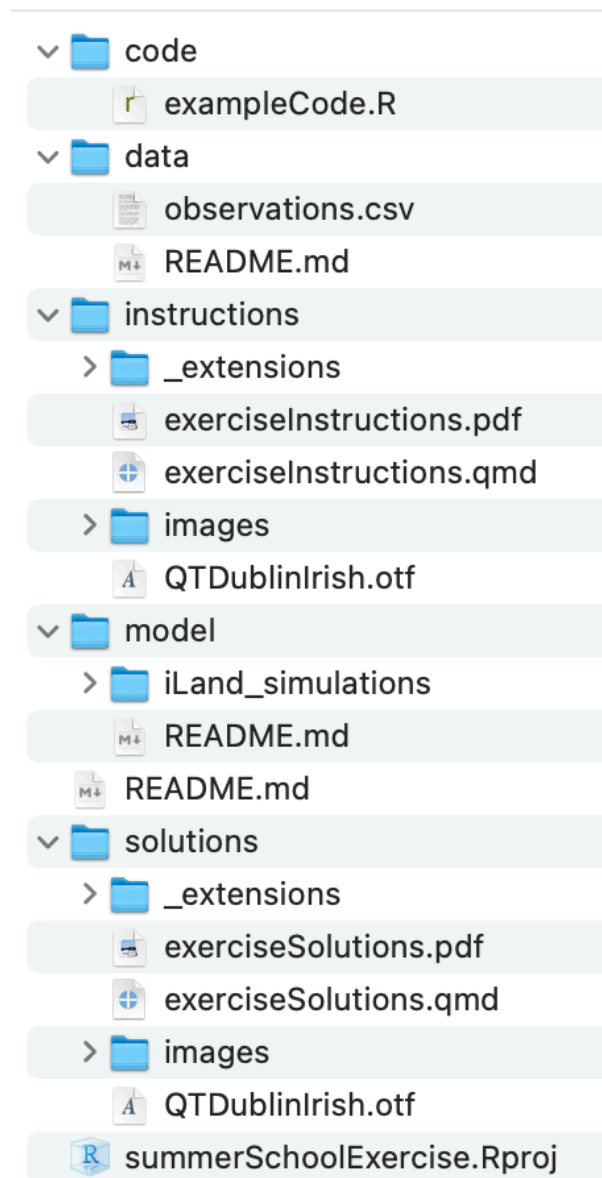 code
exampleCode.R
data
observations.csv
README.md
instructions
_extensions
exerciseInstructions.pdf
exerciseInstructions.qmd
images
QTDublinIrish.otf
model
iLand_simulations
README.md
README.md
solutions
_extensions
exerciseSolutions.pdf
exerciseSolutions.qmd
images
QTDublinIrish.otf
summerSchoolExercise.Rproj